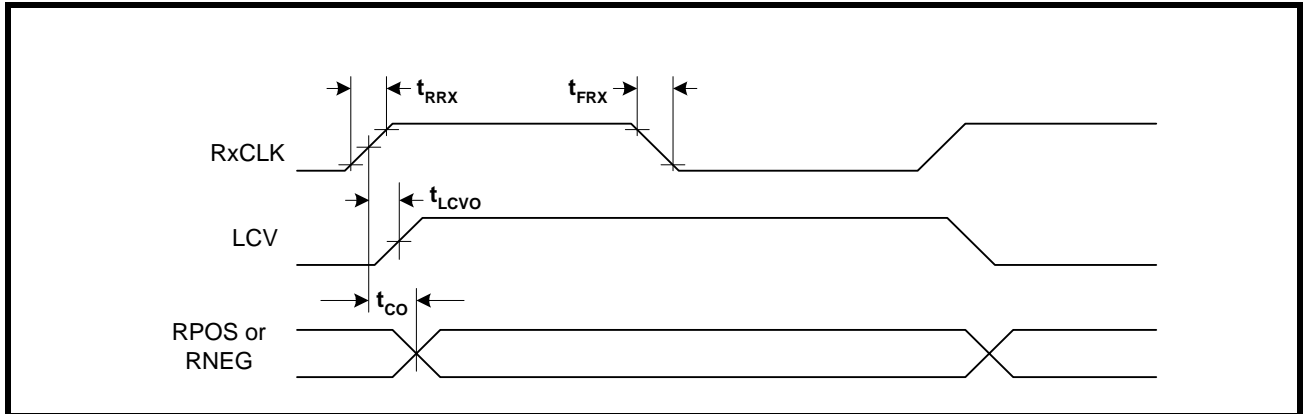 tRRX
tFRX
RxCLK
tLCVO
LCV
tCO
RPOS or
RNEG